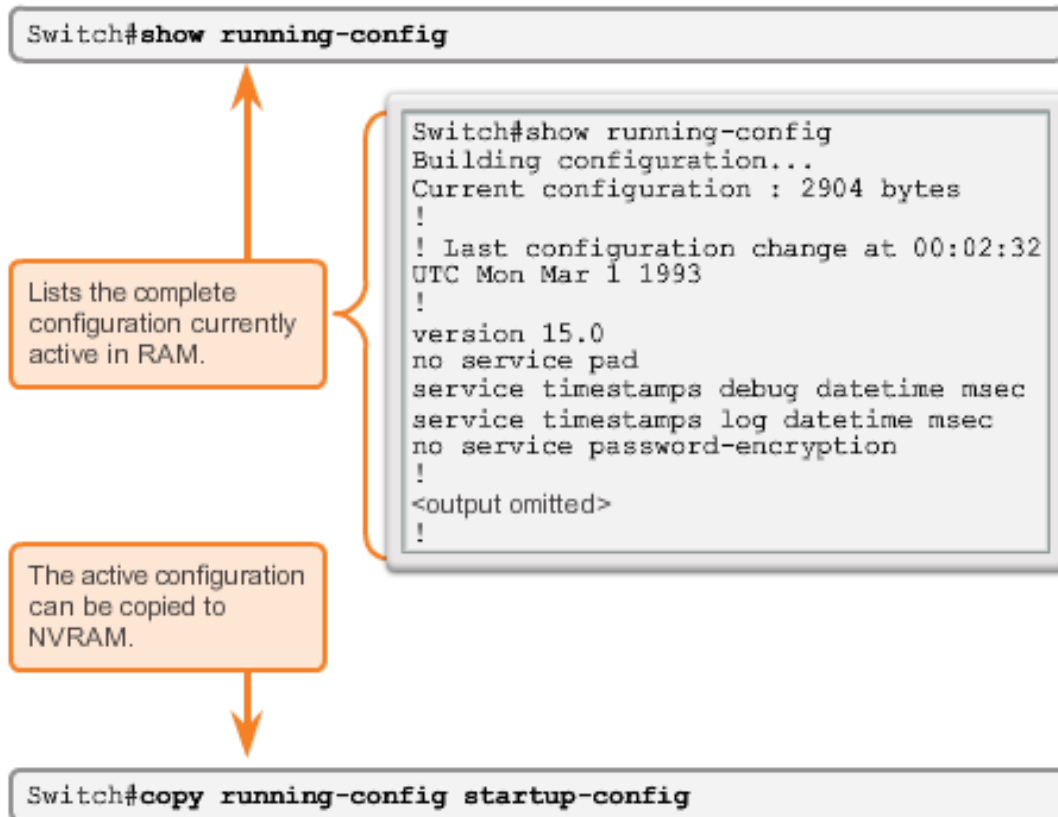 Switch#show running-config
Switch#show running-config
Building configuration...
Current configuration : 2904 bytes
!
! Last configuration change at 00:02:32
UTC Mon Mar 1 1993
!
version 15.0
no service pad
service timestamps debug datetime msec
service timestamps log datetime msec
no service password-encryption
!
<output omitted>
!
Lists the complete
configuration currently
active in RAM.
The active configuration
can be copied to
NVRAM.
Switch#copy running-config startup-config